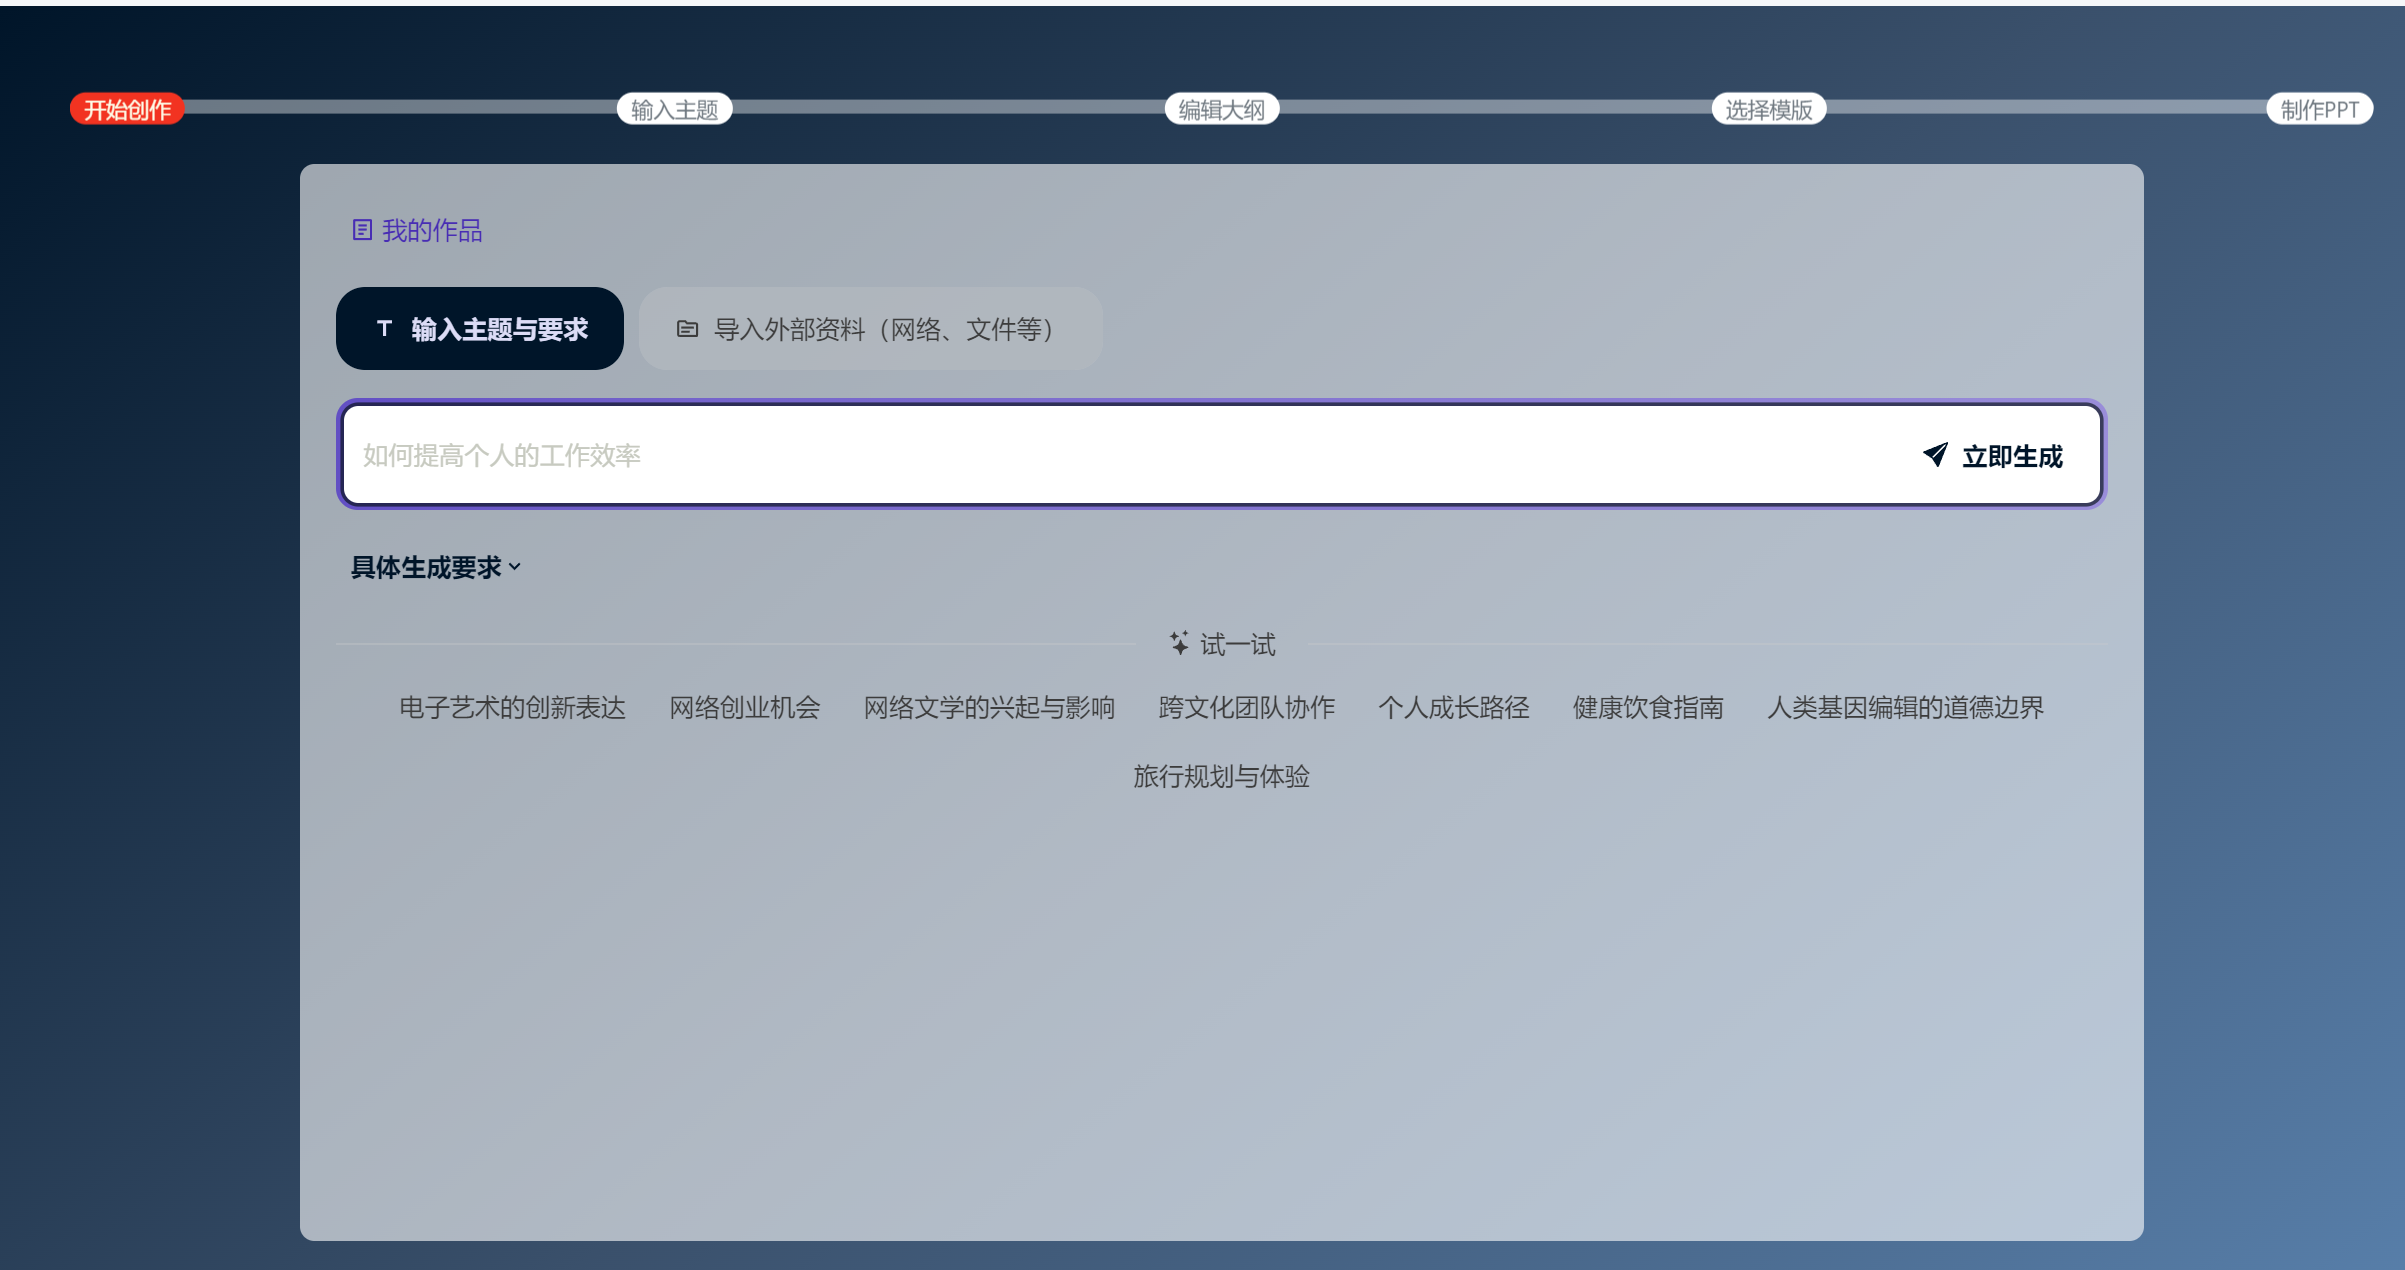 开始创作 输入主题 编辑大纲 选择模版 制作PPT
我的作品
输入主题与要求 导入外部资料（网络、文件等）
如何提高个人的工作效率 立即生成
具体生成要求
试一试
电子艺术的创新表达 网络创业机会 网络文学的兴起与影响 跨文化团队协作 个人成长路径 健康饮食指南 人类基因编辑的道德边界
旅行规划与体验